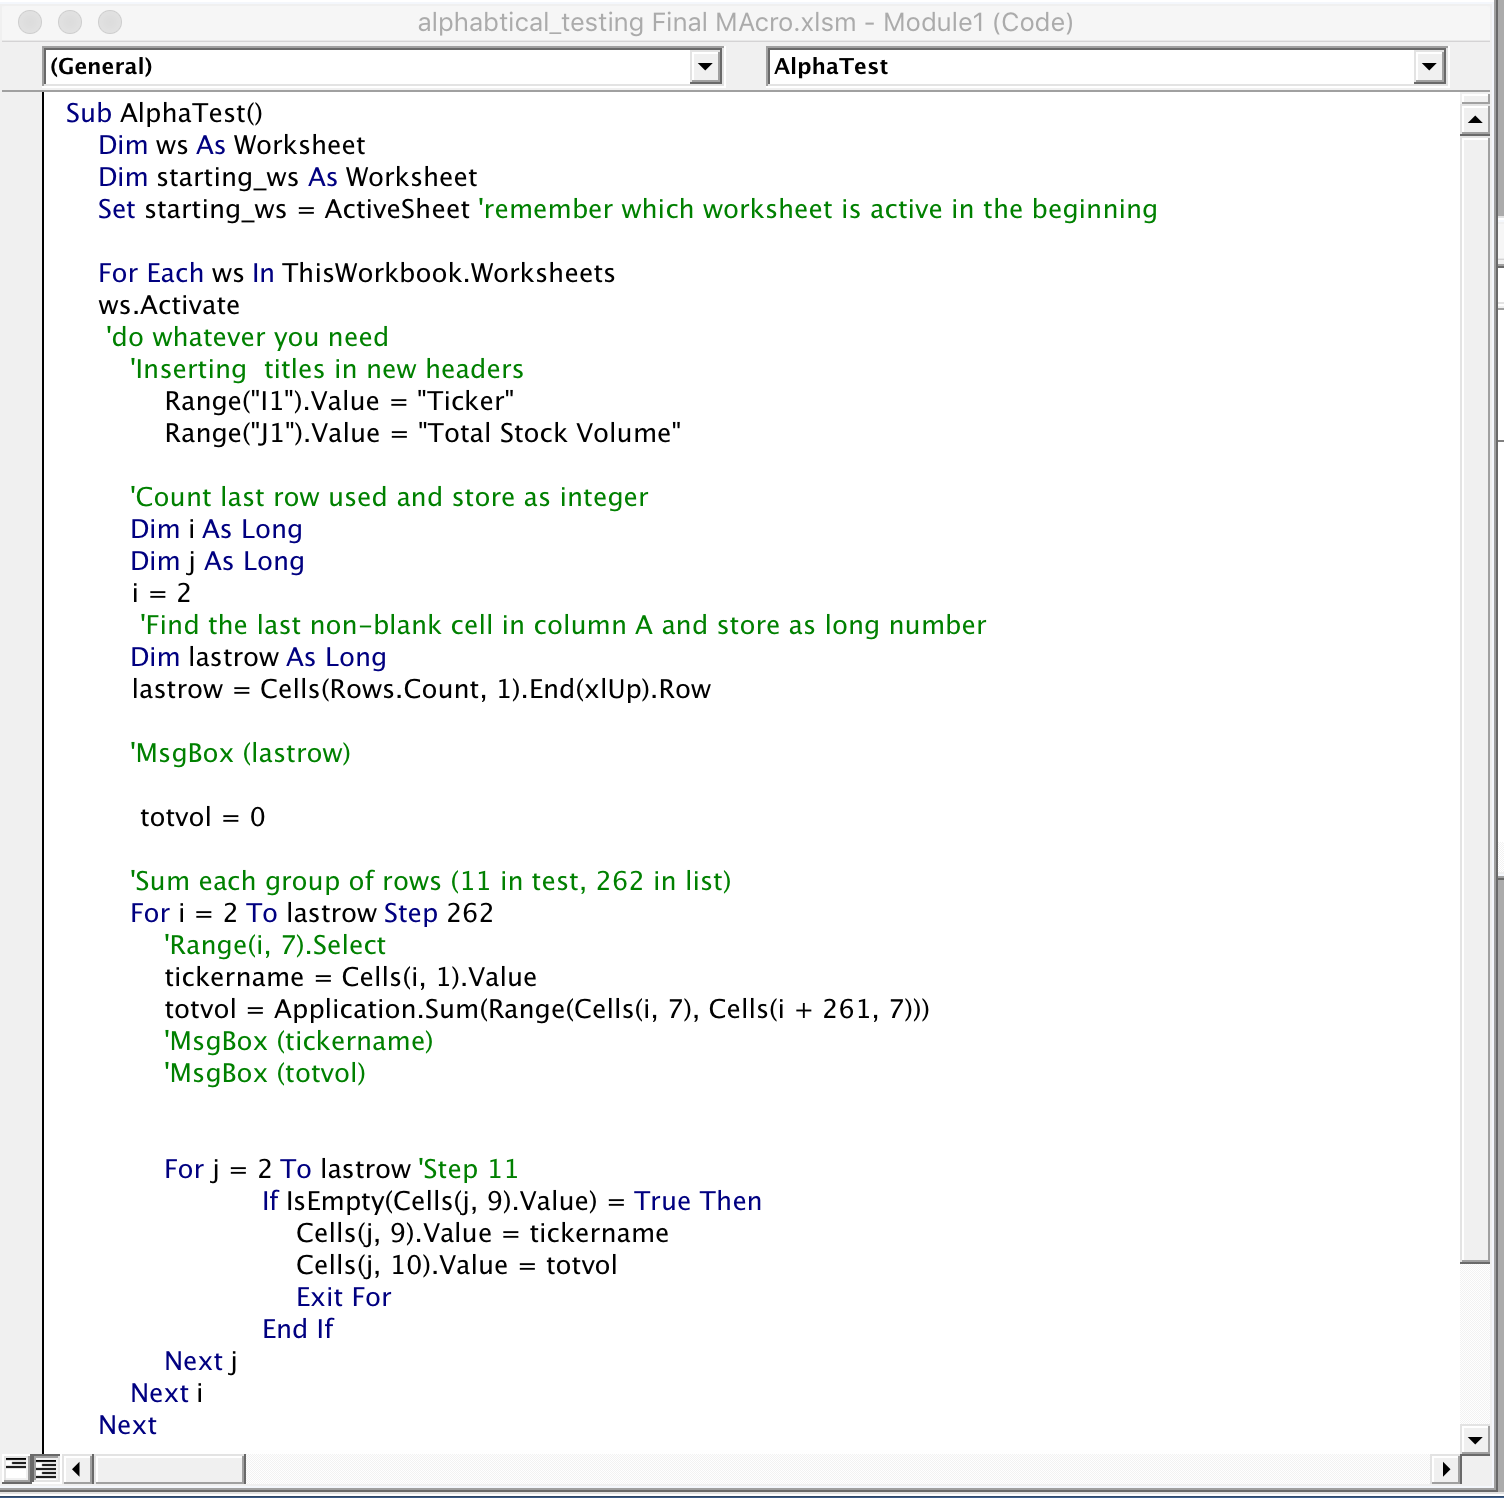 alphabtical_testing Final MAcro.xlsm - Module1 (Code)
(General)
AlphaTest
Sub AlphaTest()
Dim ws As Worksheet
Dim starting_ws As Worksheet
Set starting_ws = ActiveSheet 'remember which worksheet is active in the beginning
For Each ws In ThisWorkbook.Worksheets
ws.Activate
'do whatever you need
'Inserting  titles in new headers
Range("I1").Value = "Ticker"
Range("J1").Value = "Total Stock Volume"
'Count last row used and store as integer
Dim i As Long
Dim j As Long
i = 2
'Find the last non-blank cell in column A and store as long number
Dim lastrow As Long
lastrow = Cells(Rows.Count, 1).End(xlUp).Row
'MsgBox (lastrow)
totvol = 0
'Sum each group of rows (11 in test, 262 in list)
For i = 2 To lastrow Step 262
'Range(i, 7).Select
tickername = Cells(i, 1).Value
totvol = Application.Sum(Range(Cells(i, 7), Cells(i + 261, 7)))
'MsgBox (tickername)
'MsgBox (totvol)
For j = 2 To lastrow 'Step 11
If IsEmpty(Cells(j, 9).Value) = True Then
Cells(j, 9).Value = tickername
Cells(j, 10).Value = totvol
Exit For
End If
Next j
Next i
Next